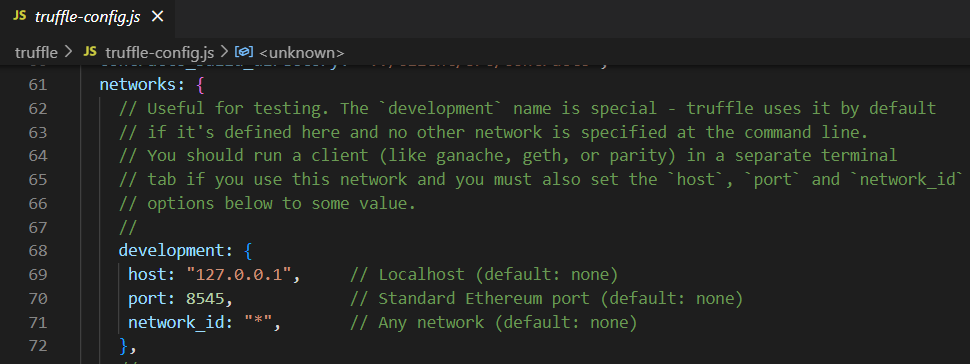 JS truffle-config.js ×
truffle > JS truffle-config.js > <unknown>
61 networks: {
62 // Useful for testing. The `development` name is special - truffle uses it by default
63 // if it's defined here and no other network is specified at the command line.
64 // You should run a client (like ganache, geth, or parity) in a separate terminal
65 // tab if you use this network and you must also set the `host`, `port` and `network_id`
66 // options below to some value.
67 //
68 development: {
69 host: "127.0.0.1", // Localhost (default: none)
70 port: 8545, // Standard Ethereum port (default: none)
71 network_id: "*", // Any network (default: none)
72 },